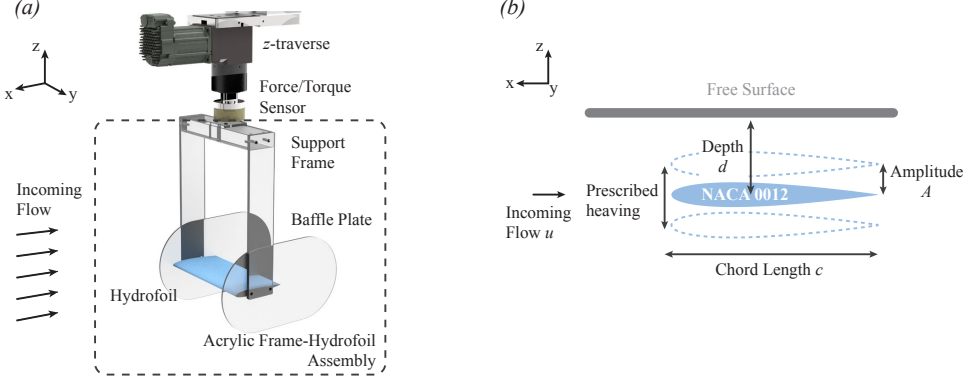 (a)
z-traverse
z
x
y
Force/Torque
Sensor
Support
Frame
Incoming
Flow
Baffle Plate
Hydrofoil
Acrylic Frame-Hydrofoil
Assembly
(b)
z
x
y
Free Surface
Depth
d
Amplitude
A
Prescribed
heaving
NACA 0012
Incoming
Flow u
Chord Length c